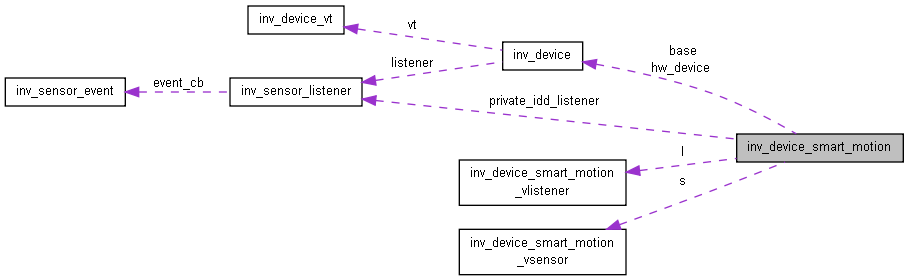 inv_device_vt
vt
base
hw_device
inv_device
listener
event_cb
inv_sensor_event
inv_sensor_listener
private_idd_listener
inv_device_smart_motion
l
inv_device_smart_motion
_vlistener
s
inv_device_smart_motion
_vsensor